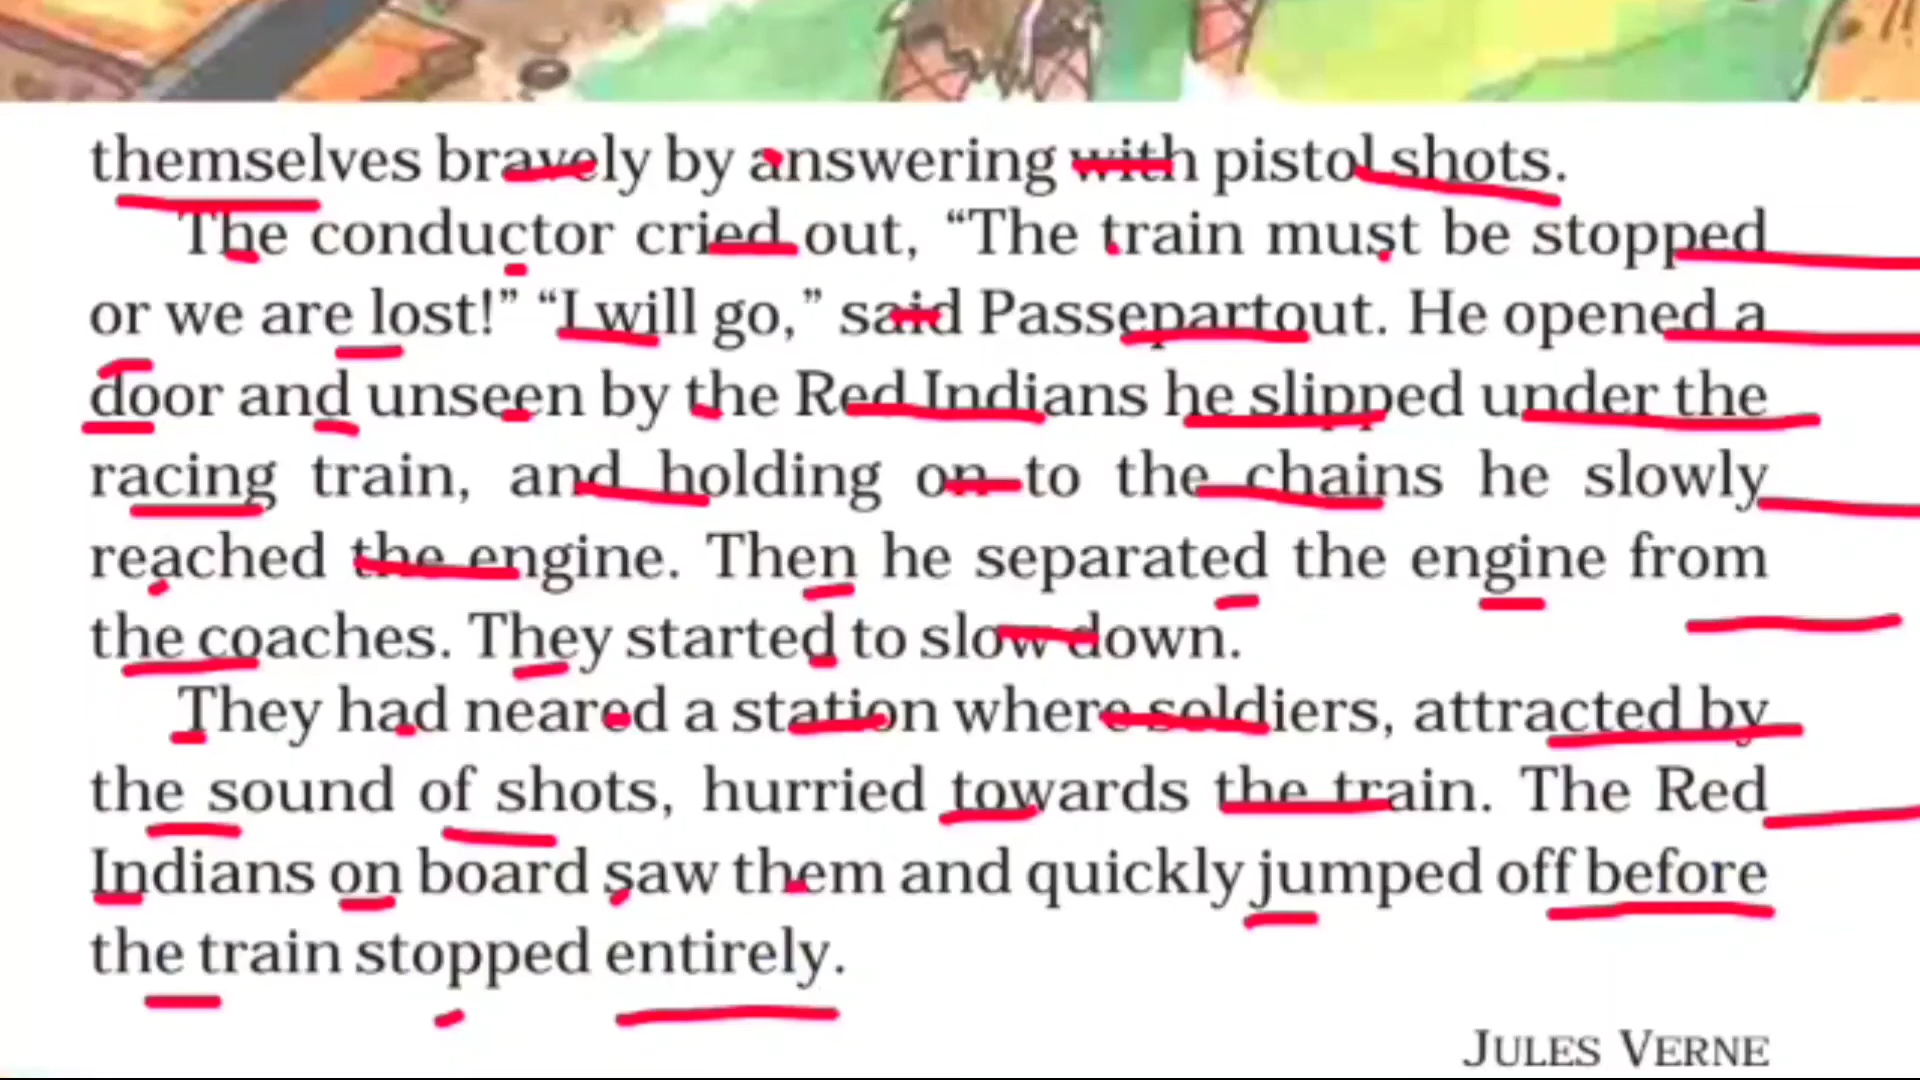 themselves bravely by answering with pistol shots.
The conductor cried out, “The train must be stopped
or we are lost!” “I will go,” said Passepartout. He opened a
door and unseen by the Red Indians he slipped under the
racing train, and holding on to the chains he slowly
reached the engine. Then he separated the engine from
the coaches. They started to slow down.
They had neared a station where soldiers, attracted by
the sound of shots, hurried towards the train. The Red
Indians on board saw them and quickly jumped off before
the train stopped entirely.
JULES VERNE